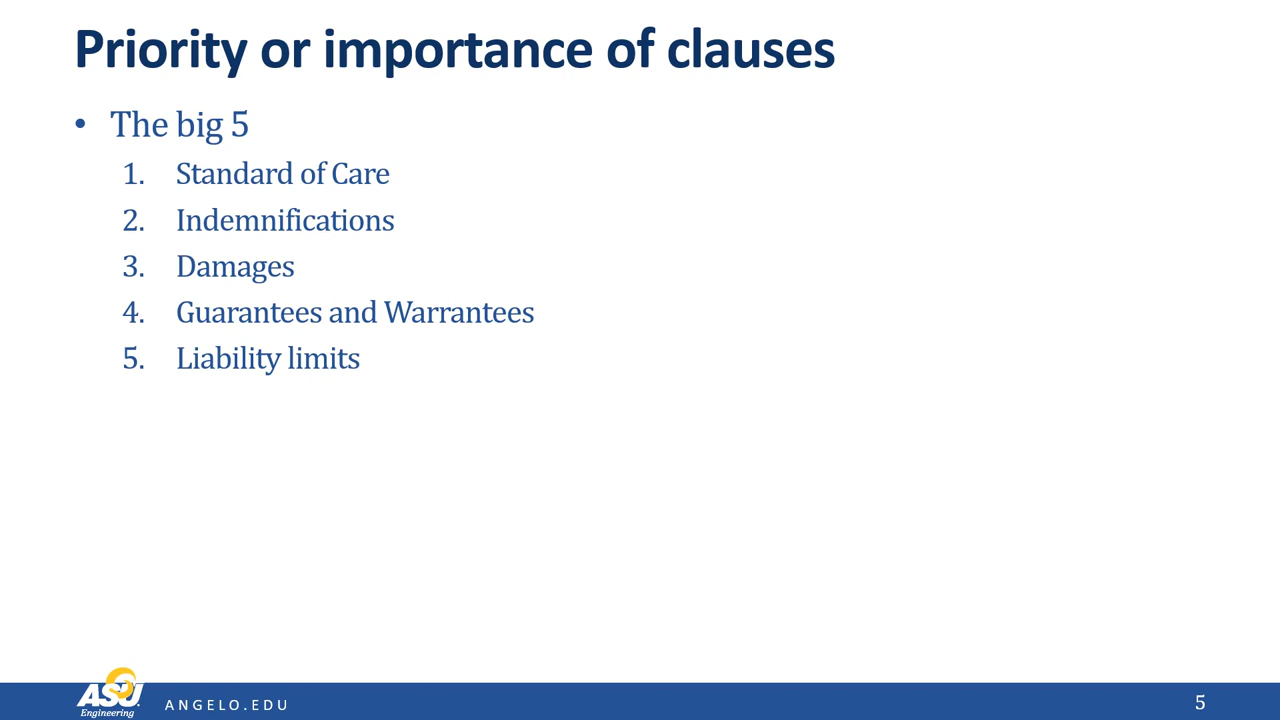 Priority or importance of clauses
• The big 5
1. Standard of Care
2. Indemnifications
3. Damages
4. Guarantees and Warrantees
5. Liability limits
ASU
Engineering
ANGELO.EDU
5